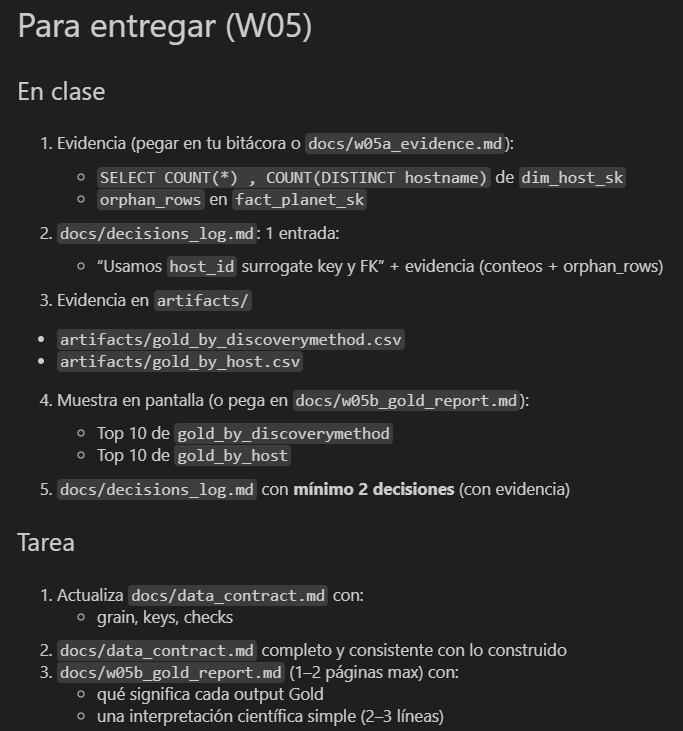 Para entregar (W05)
En clase
1. Evidencia (pegar en tu bitácora o docs/w05a_evidence.md):
SELECT COUNT(*) , COUNT(DISTINCT hostname) de dim_host_sk
orphan_rows en fact_planet_sk
2. docs/decisions_log.md: 1 entrada:
“Usamos host_id surrogate key y FK” + evidencia (conteos + orphan_rows)
3. Evidencia en artifacts/
artifacts/gold_by_discoverymethod.csv
artifacts/gold_by_host.csv
4. Muestra en pantalla (o pega en docs/w05b_gold_report.md):
Top 10 de gold_by_discoverymethod
Top 10 de gold_by_host
5. docs/decisions_log.md con mínimo 2 decisiones (con evidencia)
Tarea
1. Actualiza docs/data_contract.md con:
grain, keys, checks
2. docs/data_contract.md completo y consistente con lo construido
3. docs/w05b_gold_report.md (1–2 páginas max) con:
qué significa cada output Gold
una interpretación científica simple (2–3 líneas)